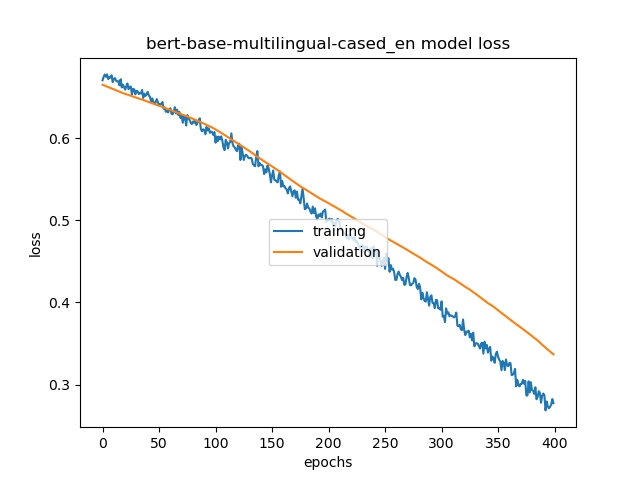 bert-base-multilingual-cased_en model loss
0.6
0.5
0.4
0.3
loss
training
validation
0 50 100 150 200 250 300 350 400
epochs